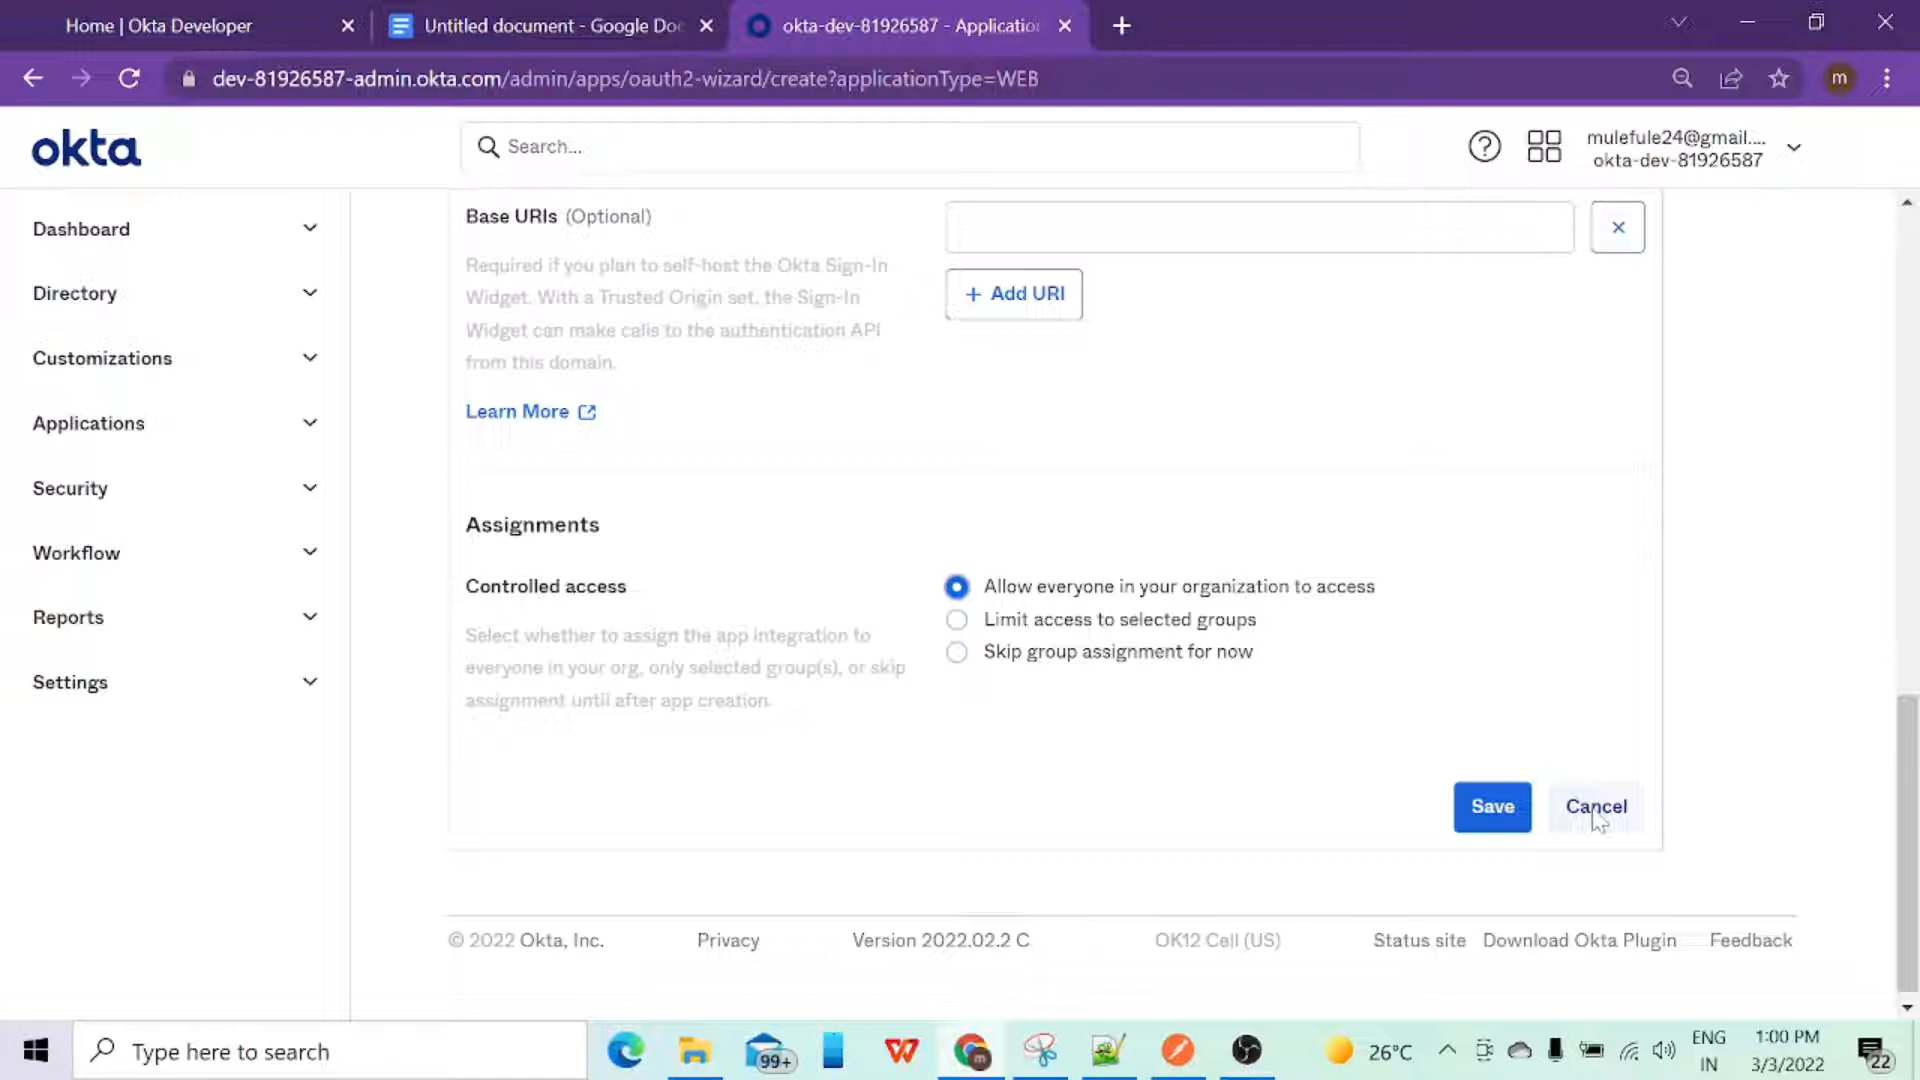 Home | Okta Developer
Untitled document - Google Doc
okta-dev-81926587 - Application
dev-81926587-admin.okta.com/admin/apps/oauth2-wizard/create?applicationType=WEB
m
okta
Search...
mulefule24@gmail....
okta-dev-81926587
Dashboard
Directory
Customizations
Applications
Security
Workflow
Reports
Settings
Base URIs (Optional)
Required if you plan to self-host the Okta Sign-In
Widget. With a Trusted Origin set, the Sign-In
Widget can make calls to the authentication API
from this domain.
Learn More
+ Add URI
Assignments
Controlled access
Select whether to assign the app integration to
everyone in your org, only selected group(s), or skip
assignment until after app creation.
Allow everyone in your organization to access
Limit access to selected groups
Skip group assignment for now
Save
Cancel
© 2022 Okta, Inc.
Privacy
Version 2022.02.2 C
OK12 Cell (US)
Status site
Download Okta Plugin
Feedback
Type here to search
99+
m
26°C
ENG
IN
1:00 PM
3/3/2022
22